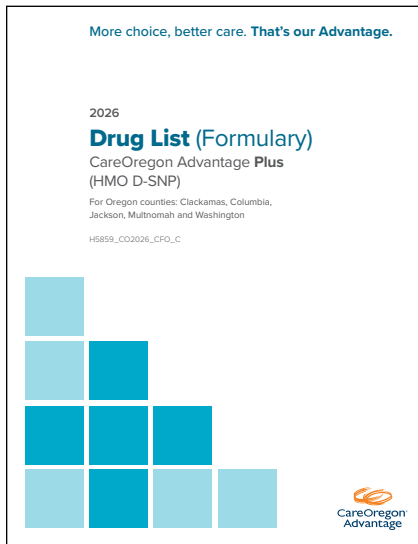 More choice, better care. That's our Advantage.
2026
Drug List (Formulary)
CareOregon Advantage Plus
(HMO D-SNP)
For Oregon counties: Clackamas, Columbia,
Jackson, Multnomah and Washington
H5859_CO2026_CFO_C
CareOregon®
Advantage